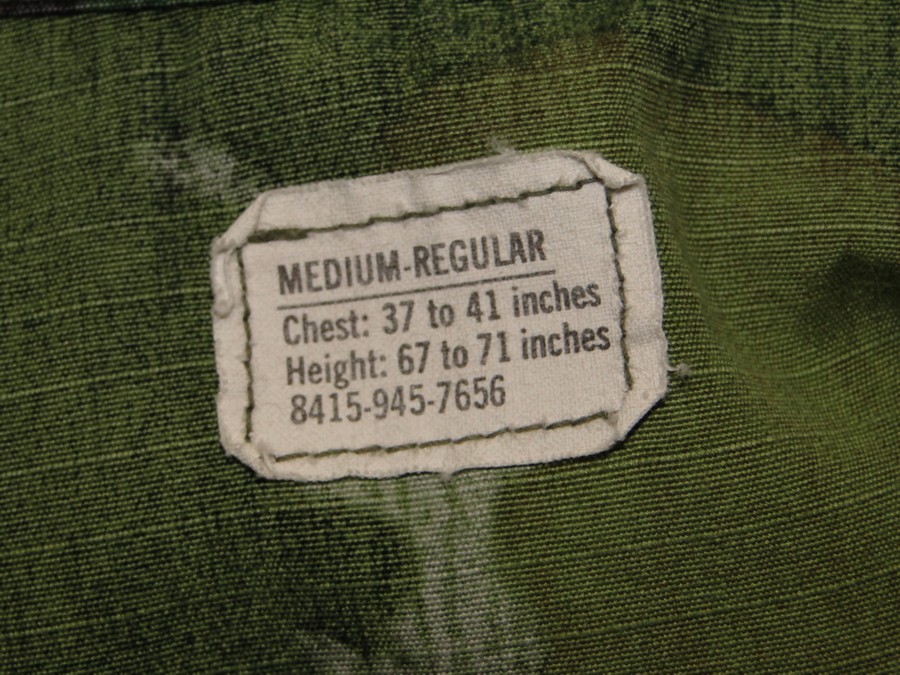 MEDIUM-REGULAR
Chest: 37 to 41 inches
Height: 67 to 71 inches
8415-945-7656